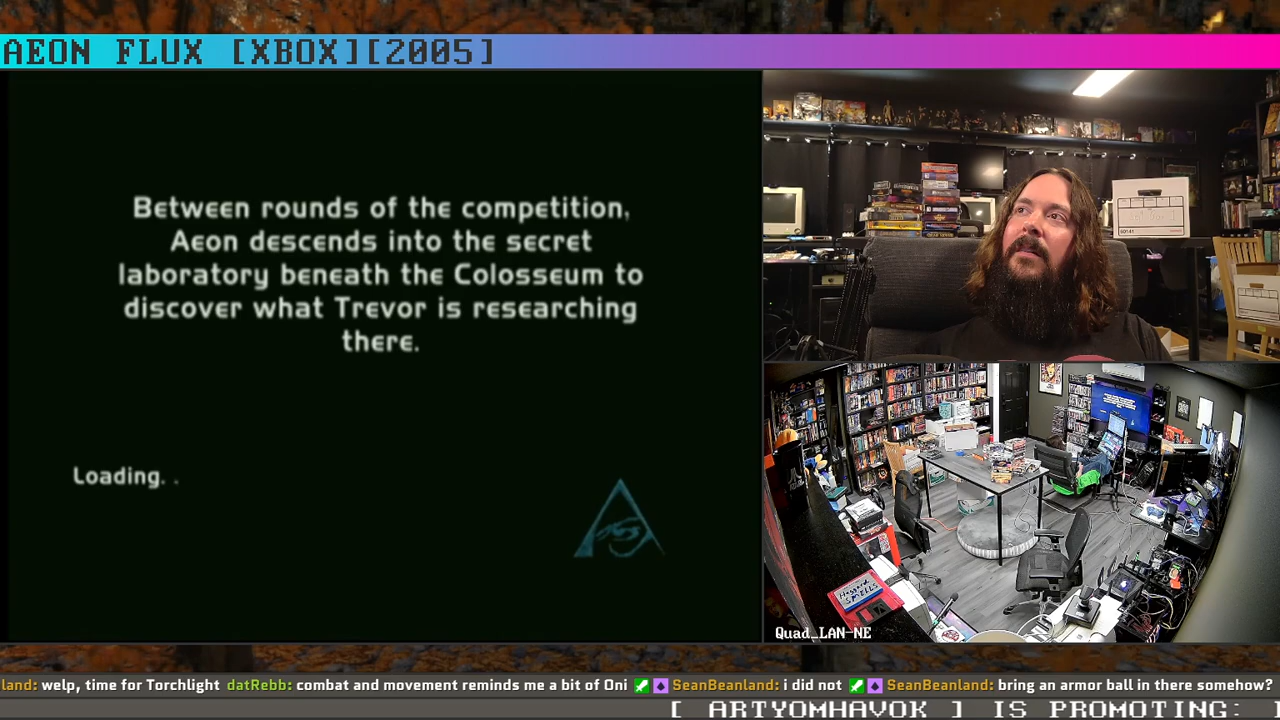 AEON FLUX [XBOX][2005]
Between rounds of the competition,
Aeon descends into the secret
laboratory beneath the Colosseum to
discover what Trevor is researching
there.
Loading. .
Quad_LAN-NE
land: welp, time for Torchlight datRebb: combat and movement reminds me a bit of Oni SeanBeanland: i did not SeanBeanland: bring an armor ball in there somehow?
[ ARTYOMHAVOK ] IS PROMOTING: